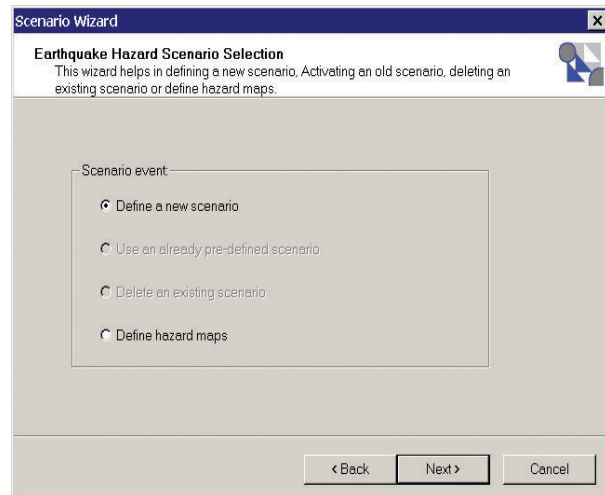 Scenario Wizard
Earthquake Hazard Scenario Selection
This wizard helps in defining a new scenario, Activating an old scenario, deleting an
existing scenario or define hazard maps.
Scenario event:
Define a new scenario
Use an already pre-defined scenario
Delete an existing scenario
Define hazard maps
< Back Next > Cancel